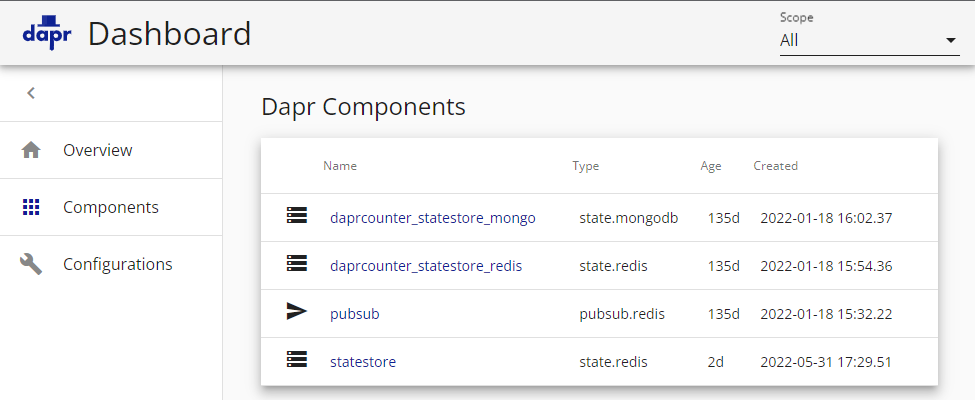 dapr Dashboard
Scope
All
Overview
Components
Configurations
Dapr Components
Name Type Age Created
daprcounter_statestore_mongo state.mongodb 135d 2022-01-18 16:02.37
daprcounter_statestore_redis state.redis 135d 2022-01-18 15:54.36
pubsub pubsub.redis 135d 2022-01-18 15:32.22
statestore state.redis 2d 2022-05-31 17:29.51